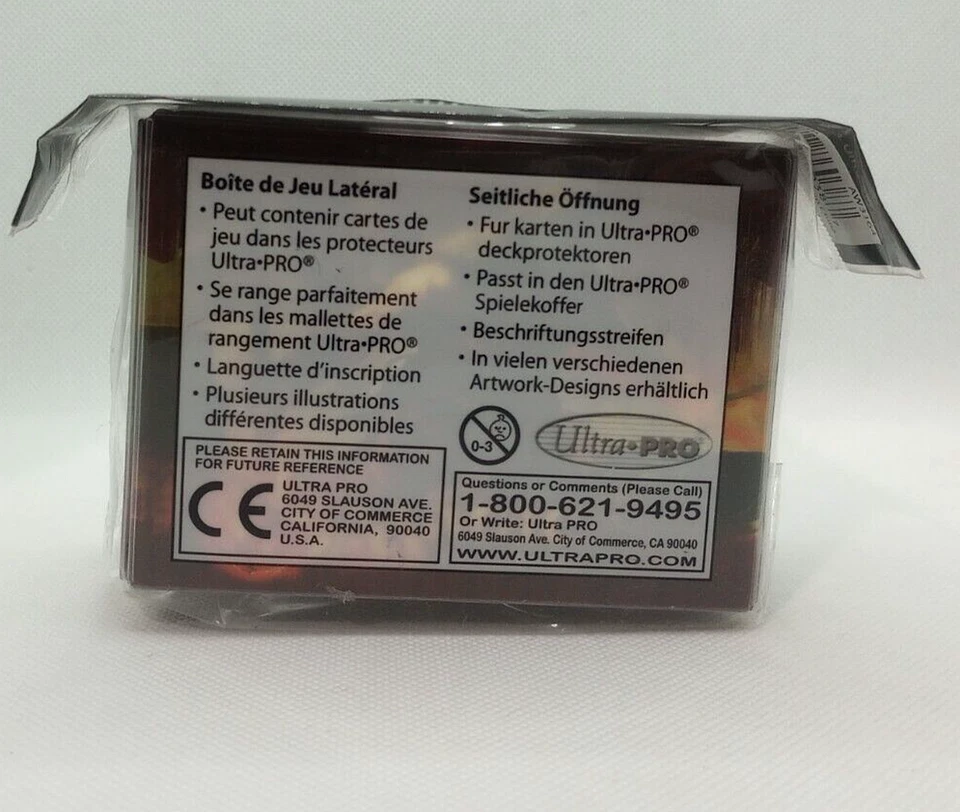 Boîte de Jeu Latéral
• Peut contenir cartes de
jeu dans les protecteurs
Ultra•PRO®
• Se range parfaitement
dans les mallettes de
rangement Ultra•PRO®
• Languette d'inscription
• Plusieurs illustrations
différentes disponibles
Seitliche Öffnung
• Fur karten in Ultra•PRO®
deckprotektoren
• Passt in den Ultra•PRO®
Spielekoffer
• Beschriftungsstreifen
• In vielen verschiedenen
Artwork-Designs erhältlich
0-3
Ultra•PRO
PLEASE RETAIN THIS INFORMATION
FOR FUTURE REFERENCE
CE
ULTRA PRO
6049 SLAUSON AVE.
CITY OF COMMERCE
CALIFORNIA, 90040
U.S.A.
Questions or Comments (Please Call)
1-800-621-9495
Or Write: Ultra PRO
6049 Slauson Ave. City of Commerce, CA 90040
WWW.ULTRAPRO.COM